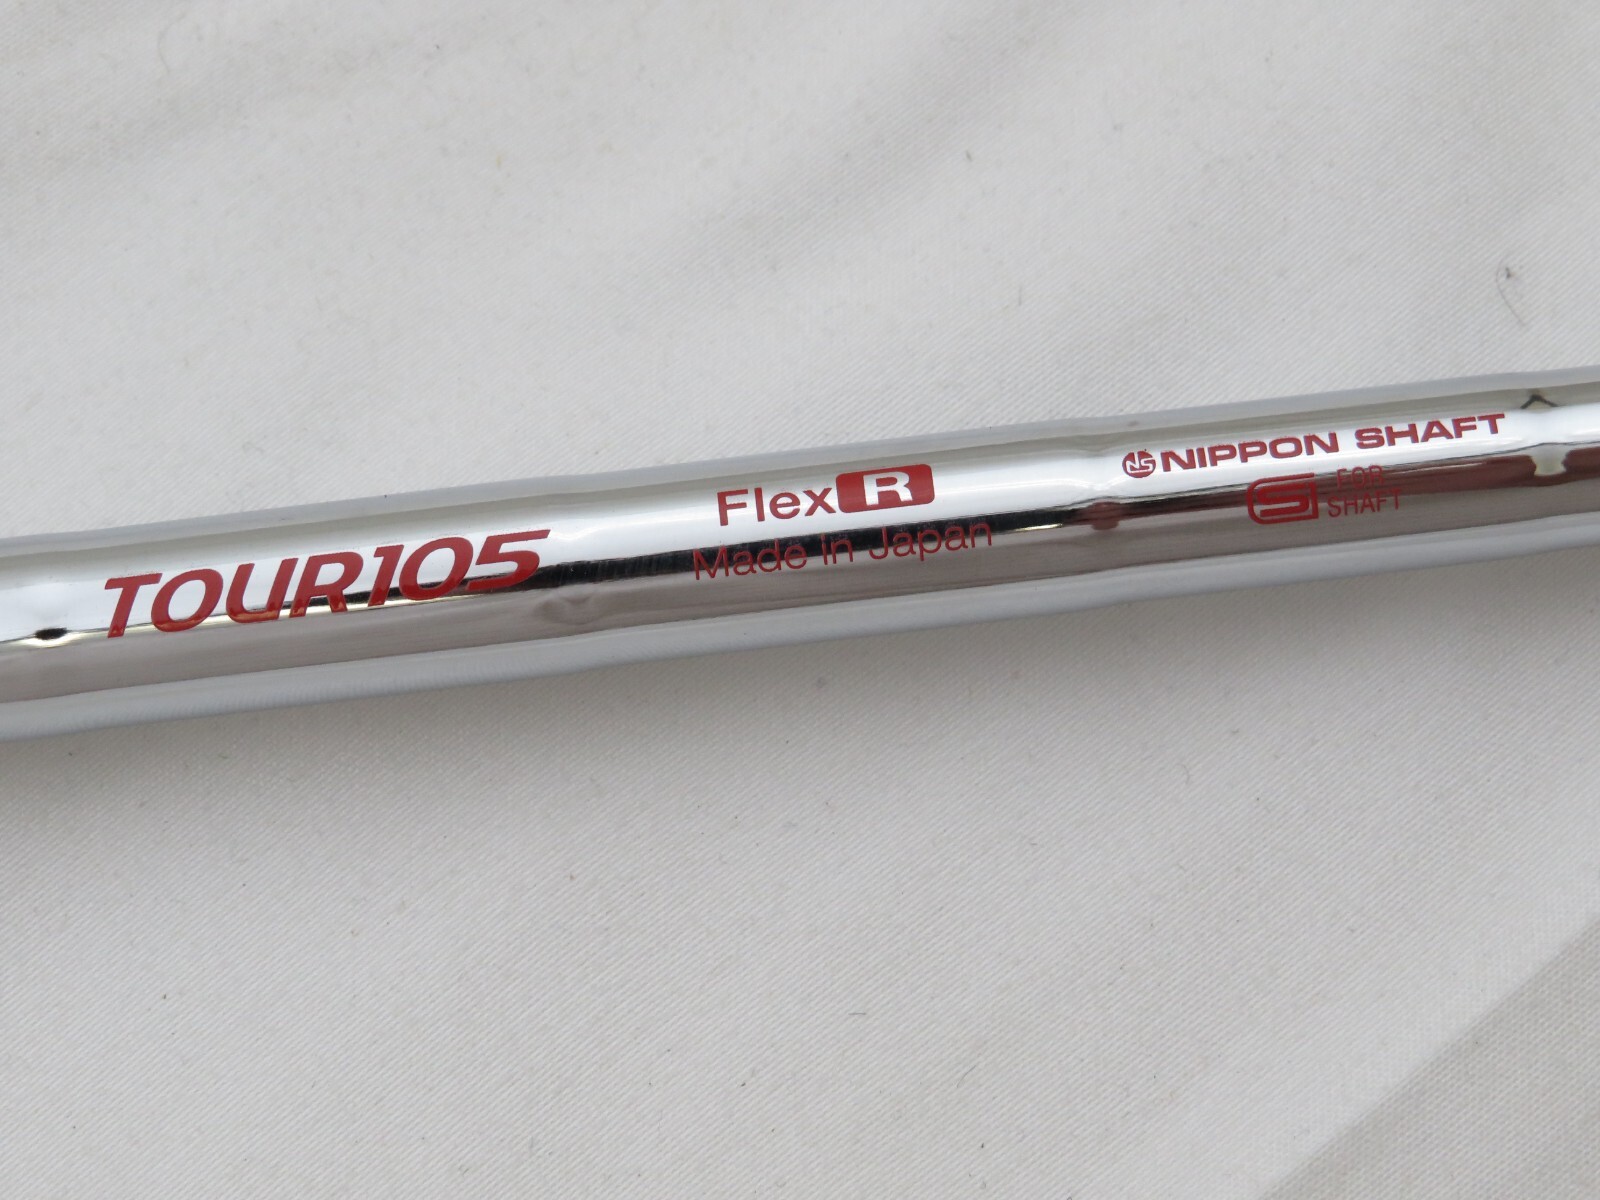 TOUR105
Flex R
Made in Japan
NS NIPPON SHAFT
S FOR
SHAFT